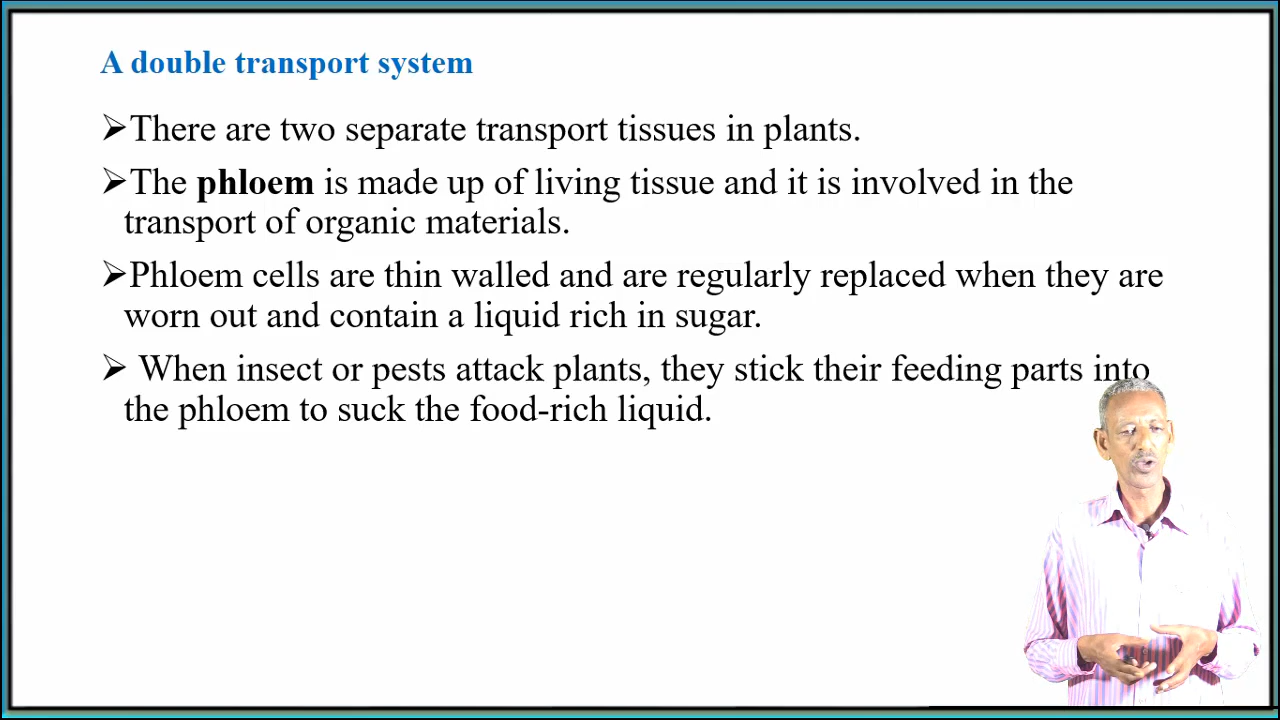 A double transport system
➢There are two separate transport tissues in plants.
➢The phloem is made up of living tissue and it is involved in the
transport of organic materials.
➢Phloem cells are thin walled and are regularly replaced when they are
worn out and contain a liquid rich in sugar.
➢ When insect or pests attack plants, they stick their feeding parts into
the phloem to suck the food-rich liquid.